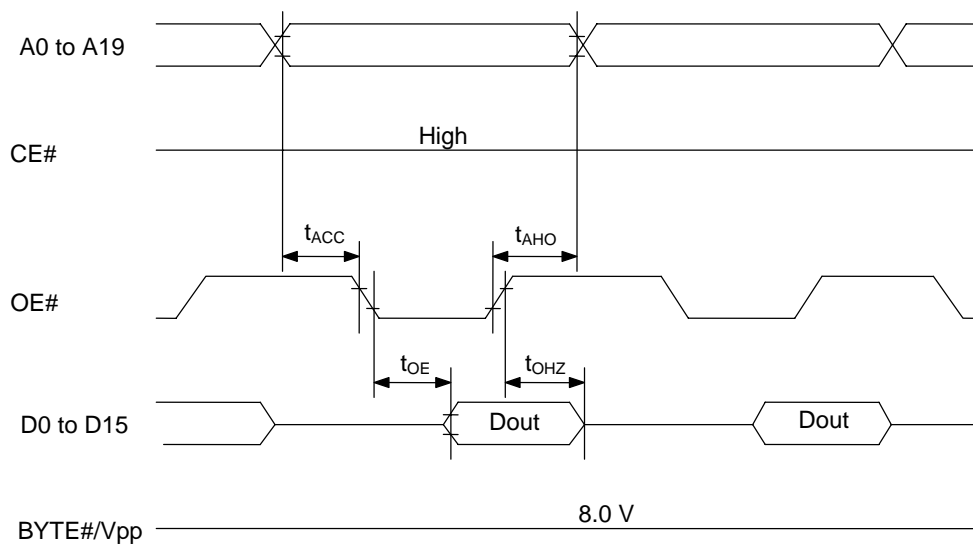 A0 to A19
High
CE#
tACC
tAHO
OE#
tOE
tOHZ
D0 to D15
Dout
Dout
8.0 V
BYTE#/Vpp